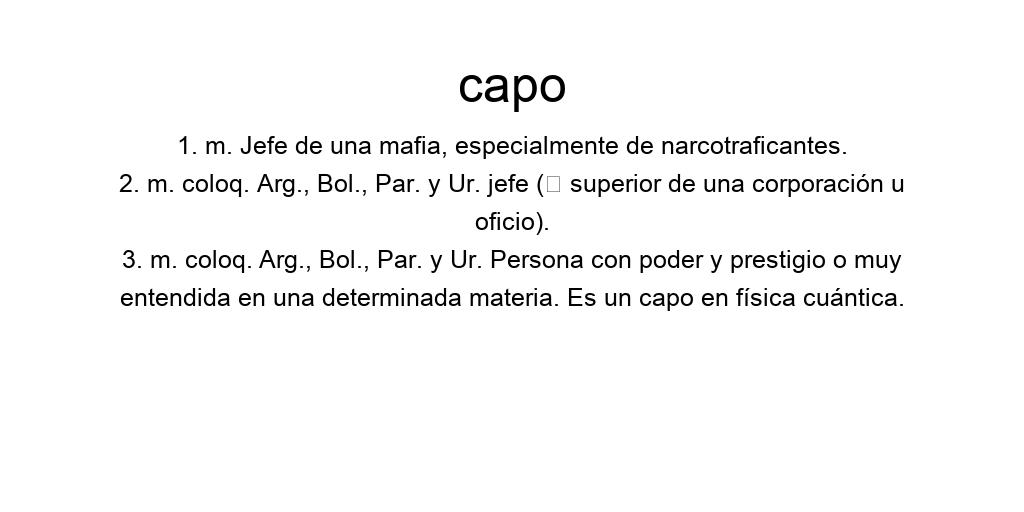 capo
1. m. Jefe de una mafia, especialmente de narcotraficantes.
2. m. coloq. Arg., Bol., Par. y Ur. jefe (□ superior de una corporación u
oficio).
3. m. coloq. Arg., Bol., Par. y Ur. Persona con poder y prestigio o muy
entendida en una determinada materia. Es un capo en física cuántica.